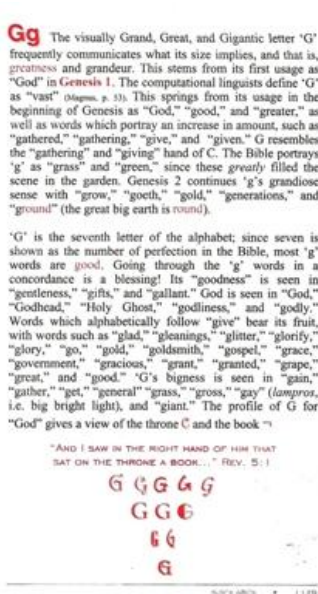 Gg The visually Grand, Great, and Gigantic letter 'G'
frequently communicates what its size implies, and that is,
greatness and grandeur. This stems from its first usage as
"God" in Genesis 1. The computational linguists define 'G'
as "vast" (Magnus, p. 53). This springs from its usage in the
beginning of Genesis as "God," "good," and "greater," as
well as words which portray an increase in amount, such as
"gathered," "gathering," "give," and "given." G resembles
the "gathering" and "giving" hand of C. The Bible portrays
'g' as "grass" and "green," since these greatly filled the
scene in the garden. Genesis 2 continues 'g's grandiose
sense with "grow," "goeth," "gold," "generations," and
"ground" (the great big earth is round).
'G' is the seventh letter of the alphabet; since seven is
shown as the number of perfection in the Bible, most 'g'
words are good. Going through the 'g' words in a
concordance is a blessing! Its "goodness" is seen in
"gentleness," "gifts," and "gallant." God is seen in "God,"
"Godhead," "Holy Ghost," "godliness," and "godly."
Words which alphabetically follow "give" bear its fruit,
with words such as "glad," "gleanings," "glitter, "glorify,"
"glory," "go," "gold," "goldsmith," "gospel," "grace,"
"government," "gracious," "grant," "granted," "grape,"
"great," and "good." 'G's bigness is seen in "gain,"
"gather," "get," "general" "grass," "gross," "gay" (lampros,
i.e. big bright light), and "giant." The profile of G for
"God" gives a view of the throne C and the book
"AND I SAW IN THE RIGHT HAND OF HIM THAT
SAT ON THE THRONE A BOOK..." REV. 5:1
G G G G G
G G G
G G
G